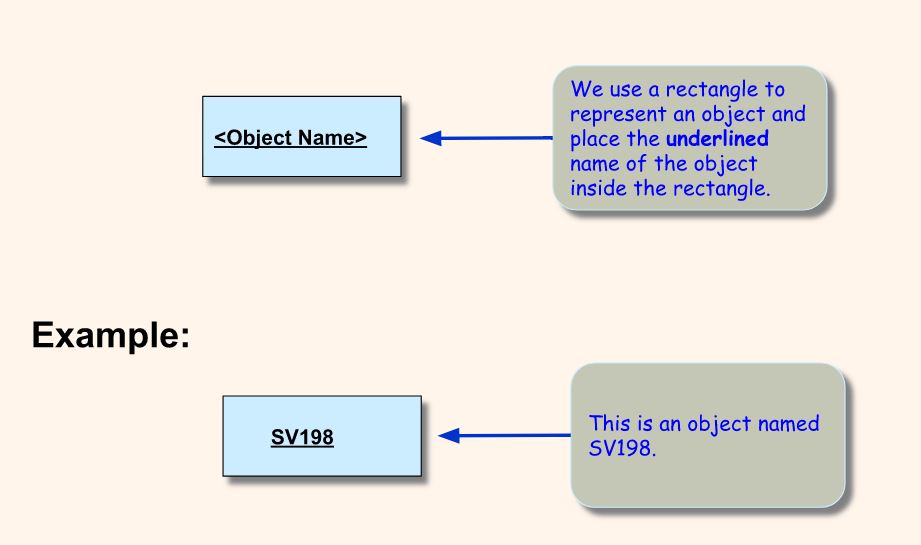 <Object Name>
We use a rectangle to
represent an object and
place the underlined
name of the object
inside the rectangle.
Example:
SV198
This is an object named
SV198.